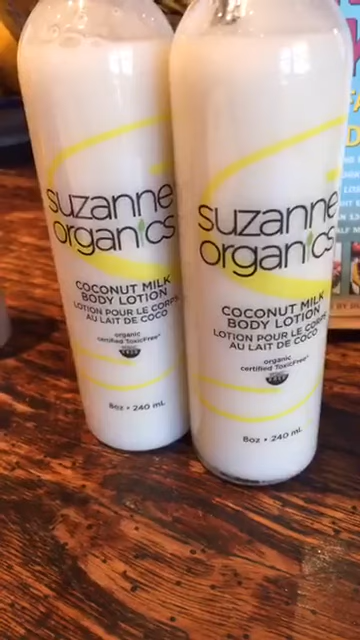 suzanne
organics
COCONUT MILK
BODY LOTION
LOTION POUR LE CORPS
AU LAIT DE COCO
organic
certified ToxicFree™
8oz • 240 mL
suzanne
organics
COCONUT MILK
BODY LOTION
LOTION POUR LE CORPS
AU LAIT DE COCO
organic
certified ToxicFree™
8oz • 240 mL